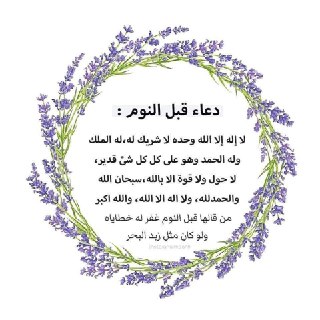 دعاء قبل النوم :
لا إله إلا الله وحده لا شريك له،له الملك
وله الحمد وهو على كل كل شئ قدير،
لا حول ولا قوة الا بالله،سبحان الله
والحمدلله، ولا اله الا الله، والله اكبر
من قالها قبل النوم غفر له خطاياه
ولو كان مثل زبد البحر